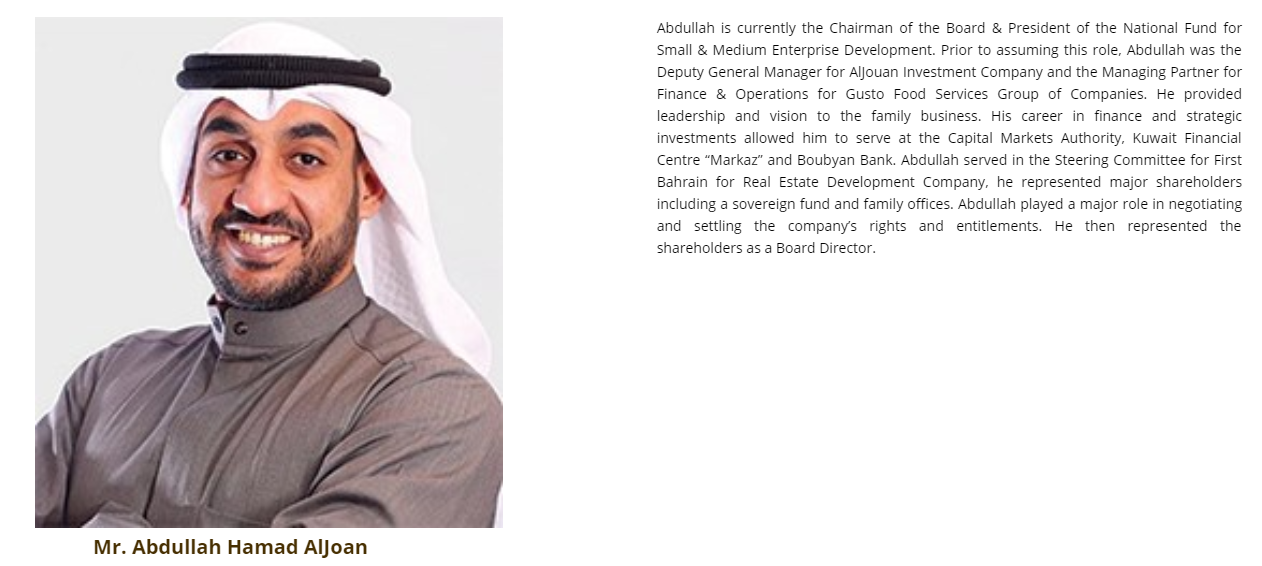 Abdullah is currently the Chairman of the Board & President of the National Fund for
Small & Medium Enterprise Development. Prior to assuming this role, Abdullah was the
Deputy General Manager for AlJouan Investment Company and the Managing Partner for
Finance & Operations for Gusto Food Services Group of Companies. He provided
leadership and vision to the family business. His career in finance and strategic
investments allowed him to serve at the Capital Markets Authority, Kuwait Financial
Centre “Markaz” and Boubyan Bank. Abdullah served in the Steering Committee for First
Bahrain for Real Estate Development Company, he represented major shareholders
including a sovereign fund and family offices. Abdullah played a major role in negotiating
and settling the company’s rights and entitlements. He then represented the
shareholders as a Board Director.
Mr. Abdullah Hamad AlJoan